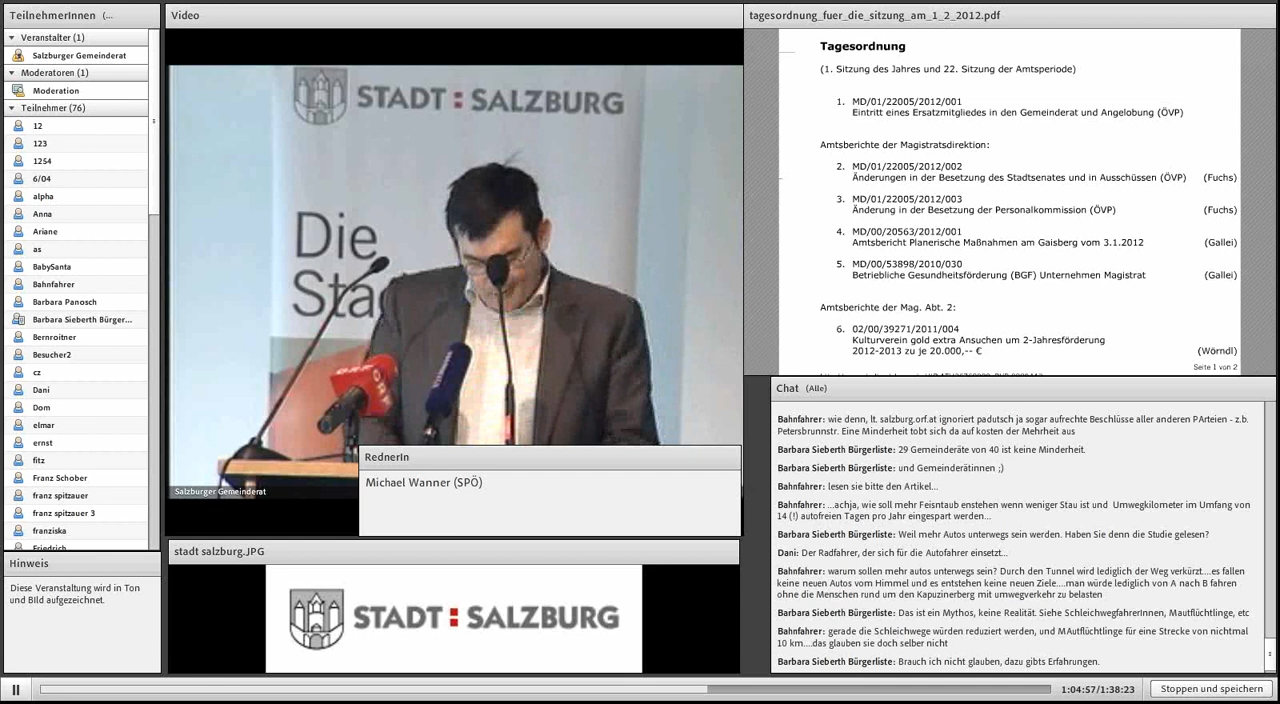 TeilnehmerInnen (...
Veranstalter (1)
Salzburger Gemeinderat
Moderatoren (1)
Moderation
Teilnehmer (76)
12
123
1254
6/04
alpha
Anna
Ariane
as
BabySanta
Bahnfahrer
Barbara Panosch
Barbara Sieberth Bürger...
Bernroitner
Besucher2
cz
Dani
Dom
elmar
ernst
fitz
Franz Schober
franz spitzauer
franz spitzauer 3
franziska
Friedrich
Hinweis
Diese Veranstaltung wird in Ton
und BIld aufgezeichnet.
Video
STADT : SALZBURG
Die
Sta
ORF
Salzburger Gemeinderat
RednerIn
Michael Wanner (SPÖ)
stadt salzburg.JPG
STADT : SALZBURG
tagesordnung_fuer_die_sitzung_am_1_2_2012.pdf
Tagesordnung
(1. Sitzung des Jahres und 22. Sitzung der Amtsperiode)
1. MD/01/22005/2012/001
Eintritt eines Ersatzmitgliedes in den Gemeinderat und Angelobung (ÖVP)
Amtsberichte der Magistratsdirektion:
2. MD/01/22005/2012/002
Änderungen in der Besetzung des Stadtsenates und in Ausschüssen (ÖVP) (Fuchs)
3. MD/01/22005/2012/003
Änderung in der Besetzung der Personalkommission (ÖVP) (Fuchs)
4. MD/00/20563/2012/001
Amtsbericht Planerische Maßnahmen am Gaisberg vom 3.1.2012 (Gallei)
5. MD/00/53898/2010/030
Betriebliche Gesundheitsförderung (BGF) Unternehmen Magistrat (Gallei)
Amtsberichte der Mag. Abt. 2:
6. 02/00/39271/2011/004
Kulturverein gold extra Ansuchen um 2-Jahresförderung
2012-2013 zu je 20.000,-- € (Wörndl)
Seite 1 von 2
Chat (Alle)
Bahnfahrer: wie denn, lt. salzburg.orf.at ignoriert padutsch ja sogar aufrechte Beschlüsse aller anderen PArteien - z.b.
Petersbrunnstr. Eine Minderheit tobt sich da auf kosten der Mehrheit aus
Barbara Sieberth Bürgerliste: 29 Gemeinderäte von 40 ist keine Minderheit.
Barbara Sieberth Bürgerliste: und Gemeinderätinnen ;)
Bahnfahrer: lesen sie bitte den Artikel...
Bahnfahrer: ...achja, wie soll mehr Feisntaub enstehen wenn weniger Stau ist und Umwegkilometer im Umfang von
14 (!) autofreien Tagen pro Jahr eingespart werden...
Barbara Sieberth Bürgerliste: Weil mehr Autos unterwegs sein werden. Haben Sie denn die Studie gelesen?
Dani: Der Radfahrer, der sich für die Autofahrer einsetzt...
Bahnfahrer: warum sollen mehr autos unterwegs sein? Durch den Tunnel wird lediglich der Weg verkürzt....es fallen
keine neuen Autos vom Himmel und es entstehen keine neuen Ziele....man würde lediglich von A nach B fahren
ohne die Menschen rund um den Kapuzinerberg mit umwegverkehr zu belasten
Barbara Sieberth Bürgerliste: Das ist ein Mythos, keine Realität. Siehe SchleichwegfahrerInnen, Mautflüchtlinge, etc
Bahnfahrer: gerade die Schleichwege würden reduziert werden, und MAutflüchtlinge für eine Strecke von nichtmal
10 km....das glauben sie doch selber nicht
Barbara Sieberth Bürgerliste: Brauch ich nicht glauben, dazu gibts Erfahrungen.
1:04:57/1:38:23
Stoppen und speichern